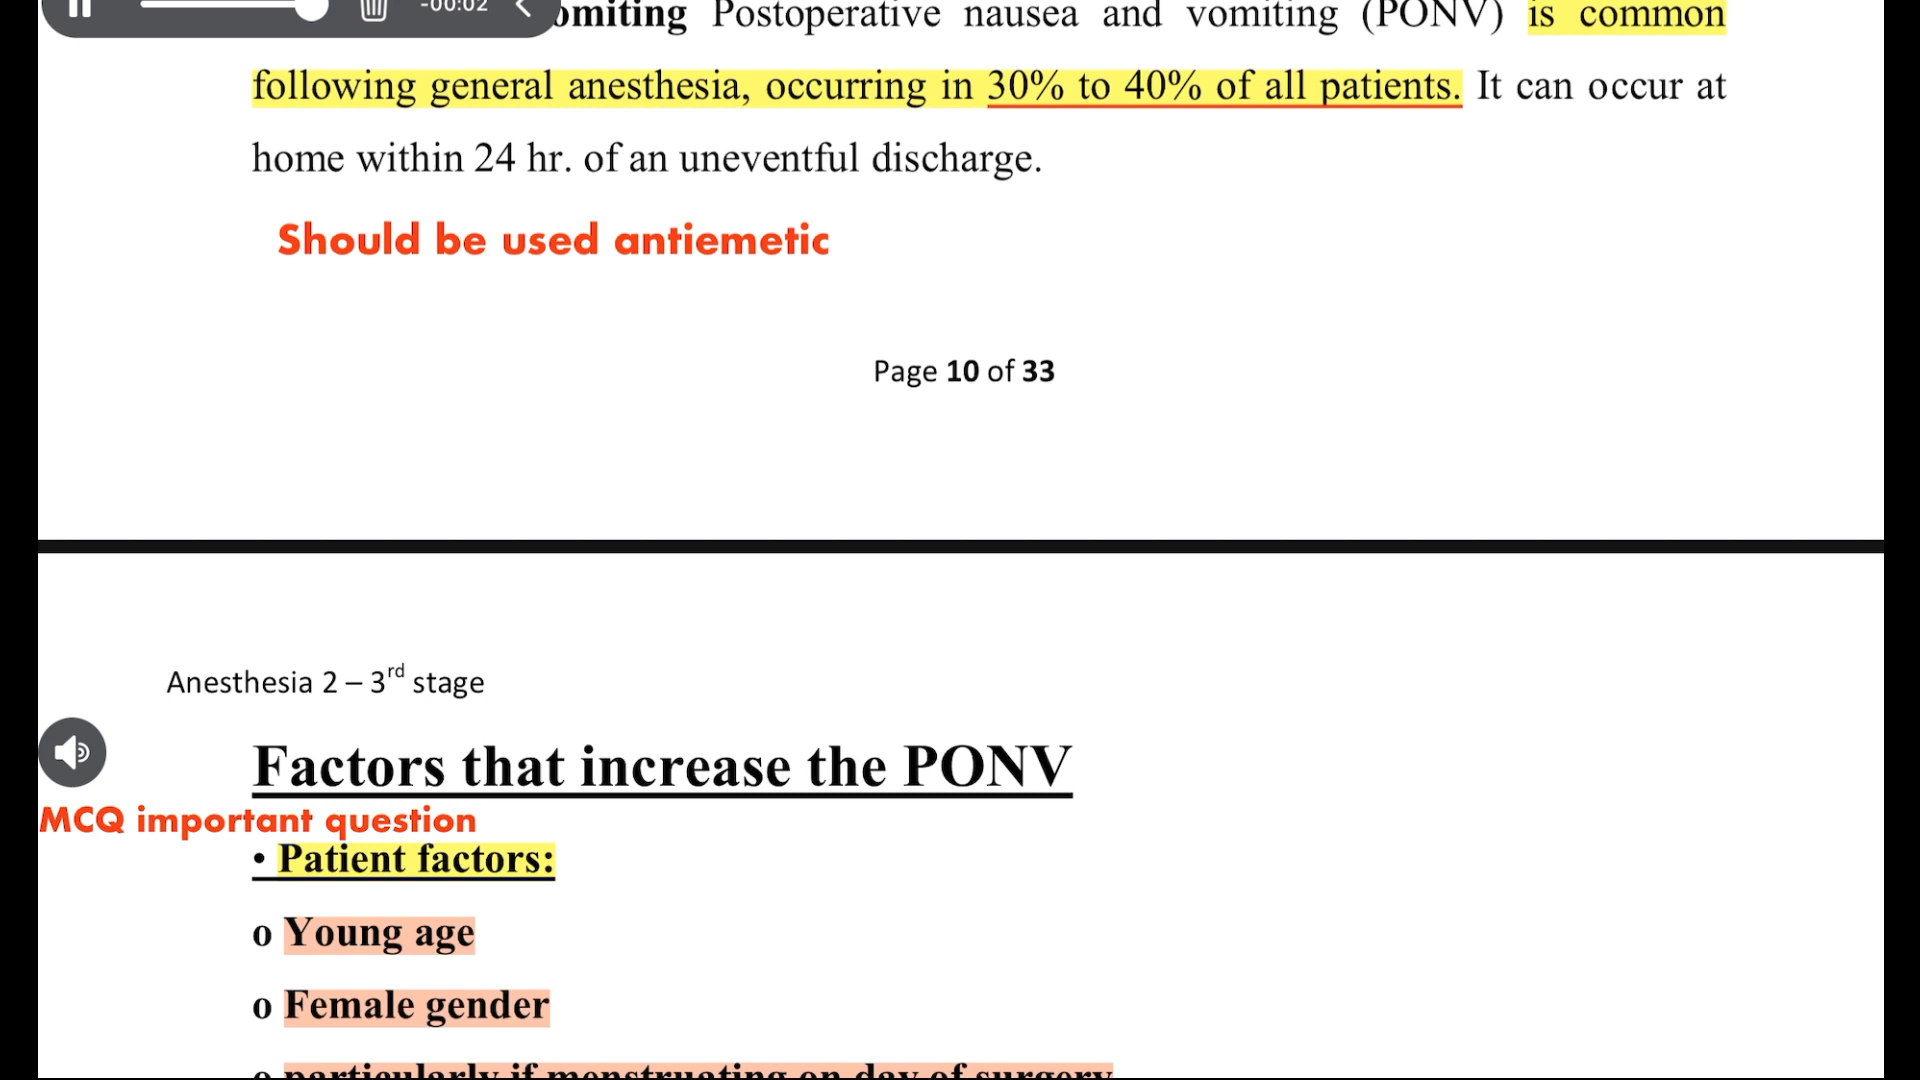 -00:02
omiting Postoperative nausea and vomiting (PONV) is common
following general anesthesia, occurring in 30% to 40% of all patients. It can occur at
home within 24 hr. of an uneventful discharge.
Should be used antiemetic
Page 10 of 33
Anesthesia 2 – 3rd stage
Factors that increase the PONV
MCQ important question
• Patient factors:
o Young age
o Female gender
o particularly if menstruating on day of surgery